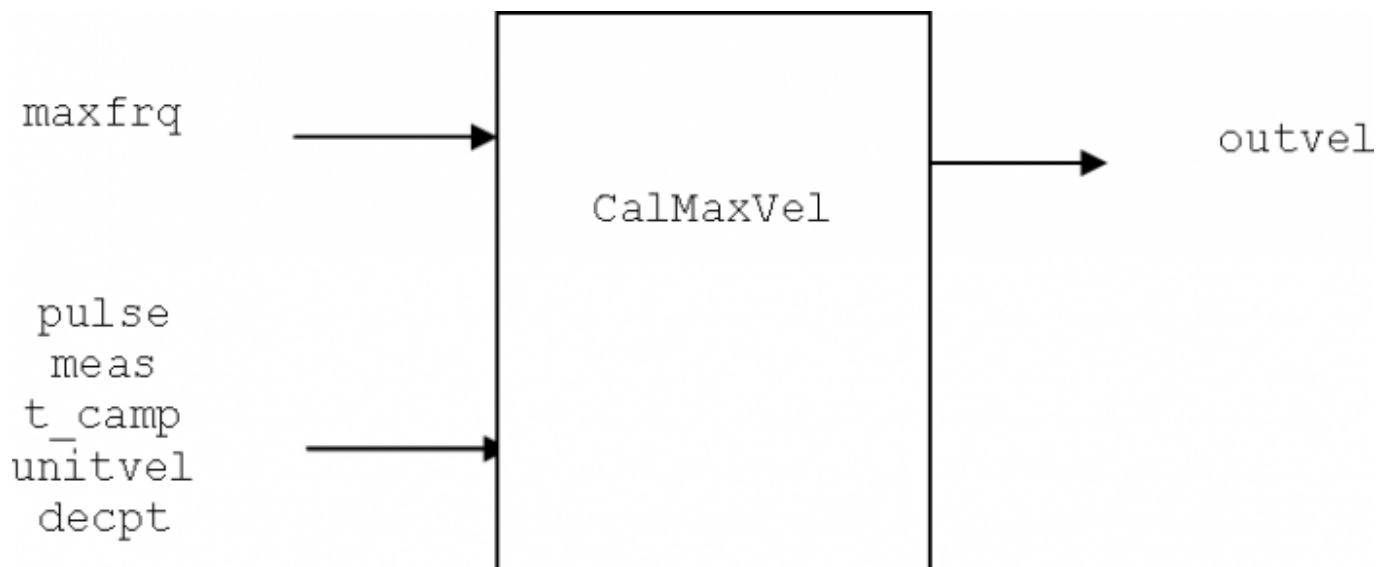 maxfrq
outvel
CalMaxVel
pulse
meas
t_camp
unitvel
decpt